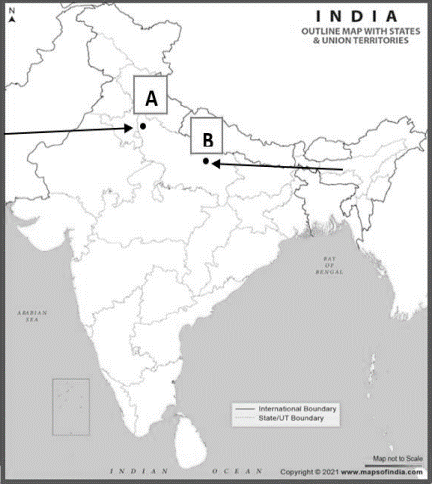 N
INDIA
OUTLINE MAP WITH STATES
& UNION TERRITORIES
A
B
BAY
OF
BENGAL
ARABIAN
SEA
International Boundary
State/UT Boundary
Map not to Scale
Copyright © 2021 www.mapsofindia.com
INDIAN OCEAN